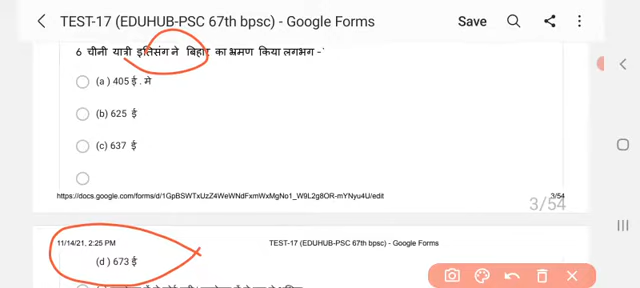 TEST-17 (EDUHUB-PSC 67th bpsc) - Google Forms
Save
6 चीनी यात्री इतिसंग ने बिहार का भ्रमण किया लगभग -`
(a ) 405 ई . मे
(b) 625 ई
(c) 637 ई
https://docs.google.com/forms/d/1GpBSWTxUzZ4WeWNdFxmWxMgNo1_W9L2g8OR-mYNyu4U/edit
3/54
3/54
11/14/21, 2:25 PM
TEST-17 (EDUHUB-PSC 67th bpsc) - Google Forms
(d ) 673 ई